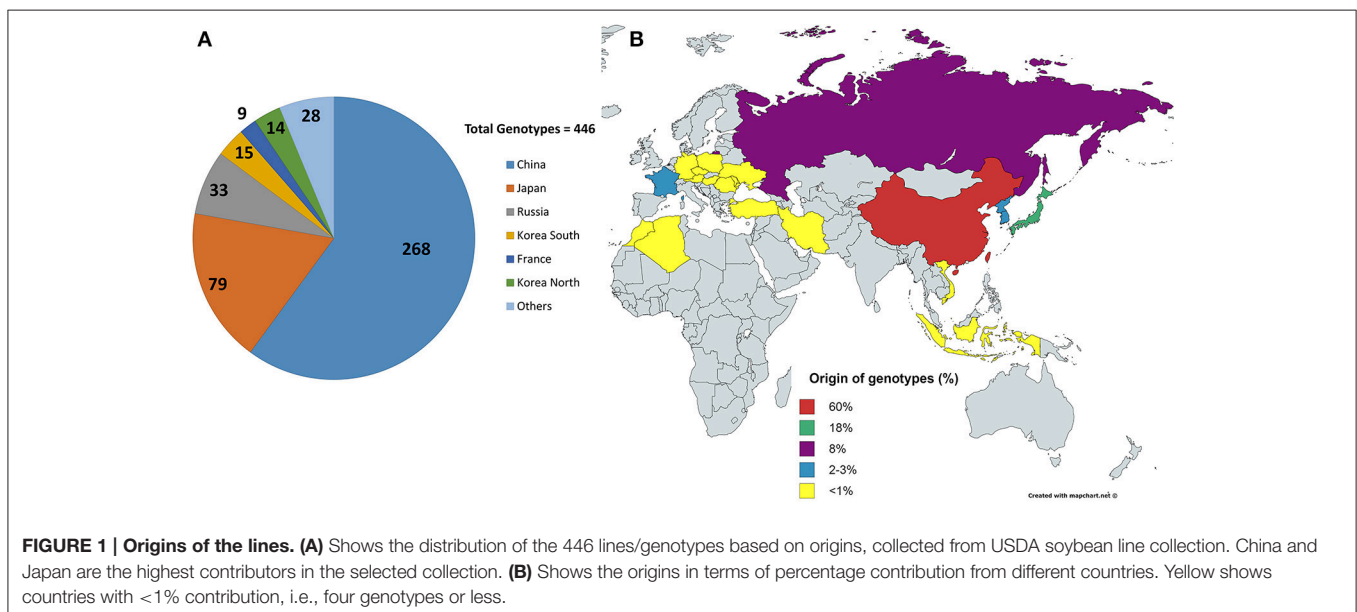 A
9
14
28
15
33
79
268
Total Genotypes = 446
China
Japan
Russia
Korea South
France
Korea North
Others
B
Origin of genotypes (%)
60%
18%
8%
2-3%
<1%
Created with mapchart.net ©
FIGURE 1 | Origins of the lines. (A) Shows the distribution of the 446 lines/genotypes based on origins, collected from USDA soybean line collection. China and
Japan are the highest contributors in the selected collection. (B) Shows the origins in terms of percentage contribution from different countries. Yellow shows
countries with <1% contribution, i.e., four genotypes or less.